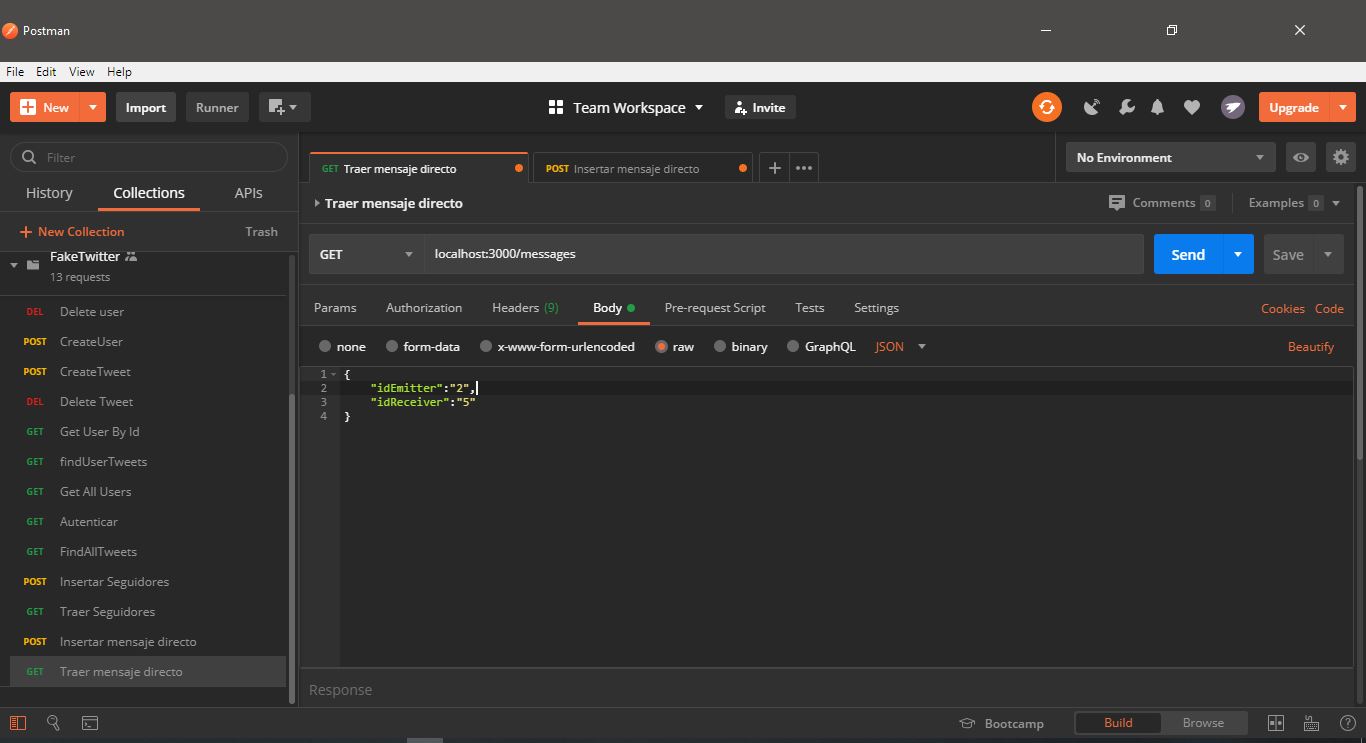 Postman
File Edit View Help
New Import Runner Team Workspace Invite Upgrade
Filter
History Collections APIs
New Collection Trash
FakeTwitter
13 requests
DEL Delete user
POST CreateUser
POST CreateTweet
DEL Delete Tweet
GET Get User By Id
GET findUserTweets
GET Get All Users
GET Autenticar
GET FindAllTweets
POST Insertar Seguidores
GET Traer Seguidores
POST Insertar mensaje directo
GET Traer mensaje directo
GET Traer mensaje directo POST Insertar mensaje directo No Environment
Traer mensaje directo Comments 0 Examples 0
GET localhost:3000/messages Send Save
Params Authorization Headers (9) Body Pre-request Script Tests Settings Cookies Code
none form-data x-www-form-urlencoded raw binary GraphQL JSON Beautify
1 {
2 "idEmitter":"2",
3 "idReceiver":"5"
4 }
Response
Bootcamp Build Browse